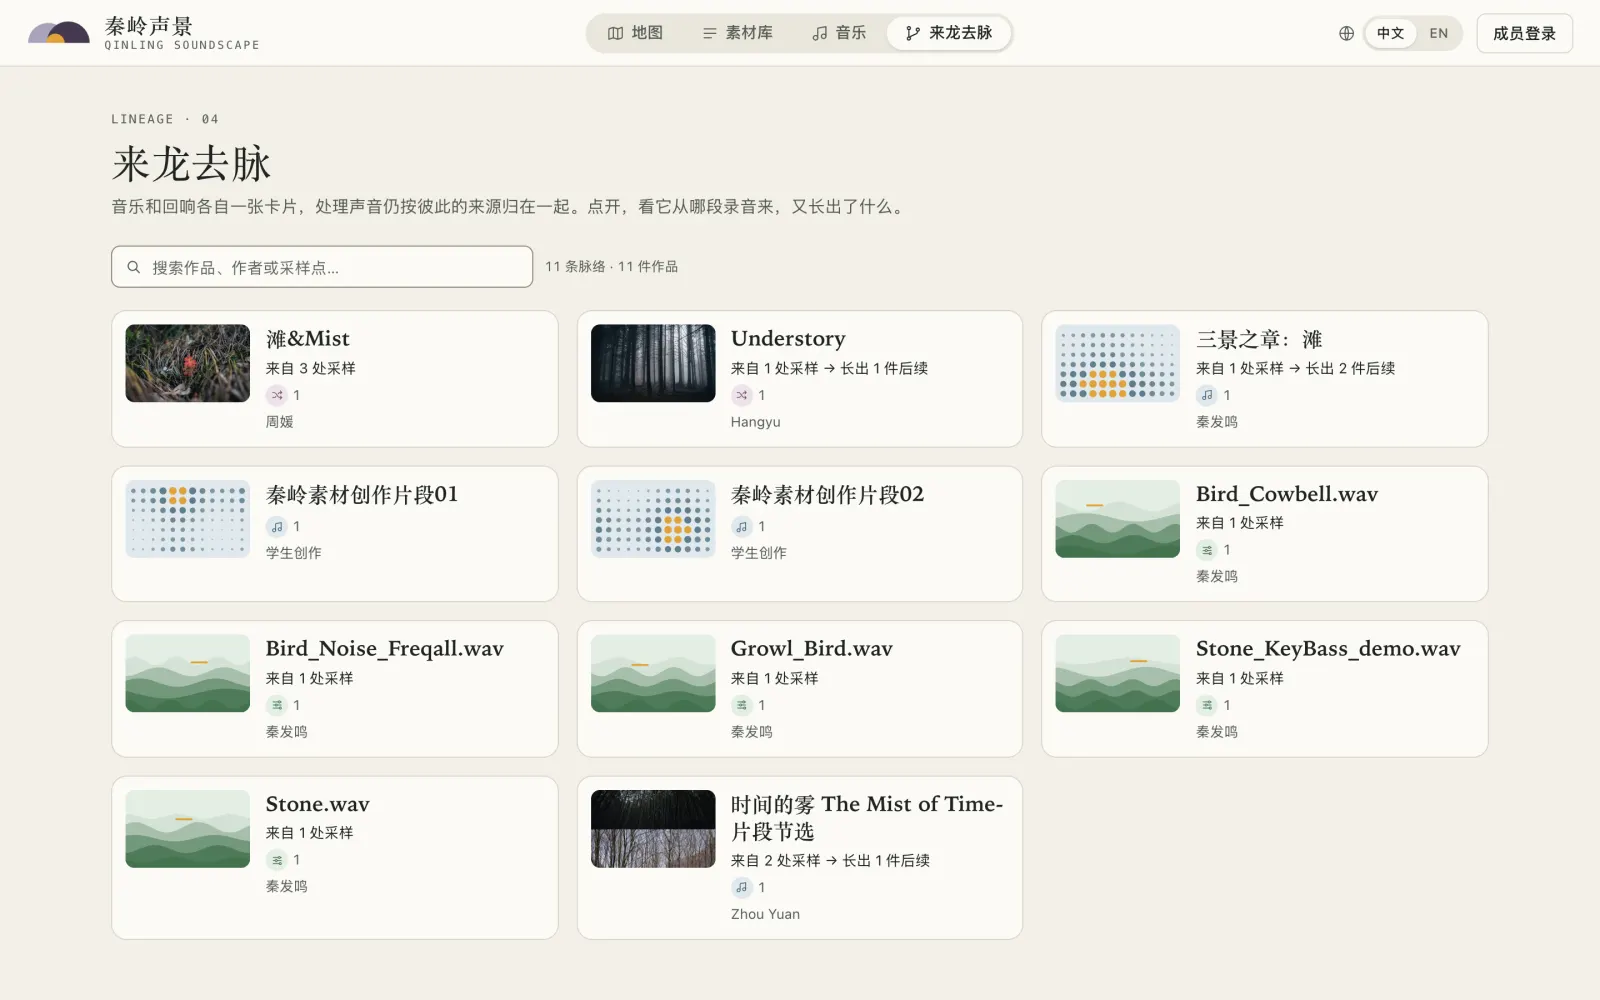 秦岭声景
QINLING SOUNDSCAPE
地图
素材库
音乐
来龙去脉
中文
EN
成员登录
LINEAGE · 04
来龙去脉
音乐和回响各自一张卡片，处理声音仍按彼此的来源归在一起。点开，看它从哪段录音来，又长出了什么。
搜索作品、作者或采样点...
11 条脉络 · 11 件作品
滩&Mist
来自 3 处采样
1
周媛
Understory
来自 1 处采样 → 长出 1 件后续
1
Hangyu
三景之章：滩
来自 1 处采样 → 长出 2 件后续
1
秦发鸣
秦岭素材创作片段01
1
学生创作
秦岭素材创作片段02
1
学生创作
Bird_Cowbell.wav
来自 1 处采样
1
秦发鸣
Bird_Noise_Freqall.wav
来自 1 处采样
1
秦发鸣
Growl_Bird.wav
来自 1 处采样
1
秦发鸣
Stone_KeyBass_demo.wav
来自 1 处采样
1
秦发鸣
Stone.wav
来自 1 处采样
1
秦发鸣
时间的雾 The Mist of Time-
片段节选
来自 2 处采样 → 长出 1 件后续
1
Zhou Yuan